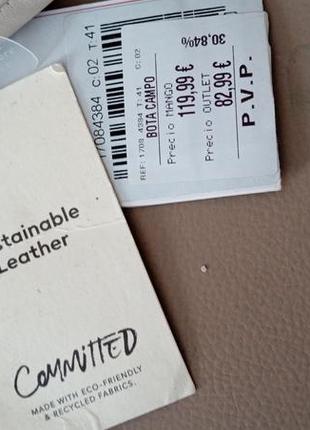 17084384 C:02 T:41
REF: 1708 4384 T: 41 C: 02
BOTA CAMPO
Precio MANGO
119,99 €
Precio OUTLET
82,99 €
30.84%
P.V.P.
stainable
Leather
COMMITTED
MADE WITH ECO-FRIENDLY
& RECYCLED FABRICS.